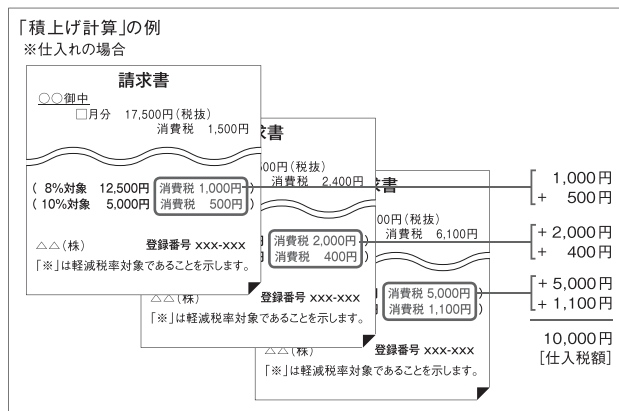 「積上げ計算」の例
※仕入れの場合
請求書
○○御中
□月分 17,500円(税抜)
消費税 1,500円
( 8%対象 12,500円 消費税 1,000円)
(10%対象 5,000円 消費税 500円)
△△(株) 登録番号 xxx-xxx
「※」は軽減税率対象であることを示します。
求書
00円(税抜)
消費税 2,400円
消費税 2,000円)
消費税 400円)
△△(株) 登録番号 xxx-xxx
「※」は軽減税率対象であることを示します。
求書
00円(税抜)
消費税 6,100円
消費税 5,000円)
消費税 1,100円)
△△(株) 登録番号 xxx-xxx
「※」は軽減税率対象であることを示します。
1,000円
+ 500円
+ 2,000円
+ 400円
+ 5,000円
+ 1,100円
10,000円
[仕入税額]